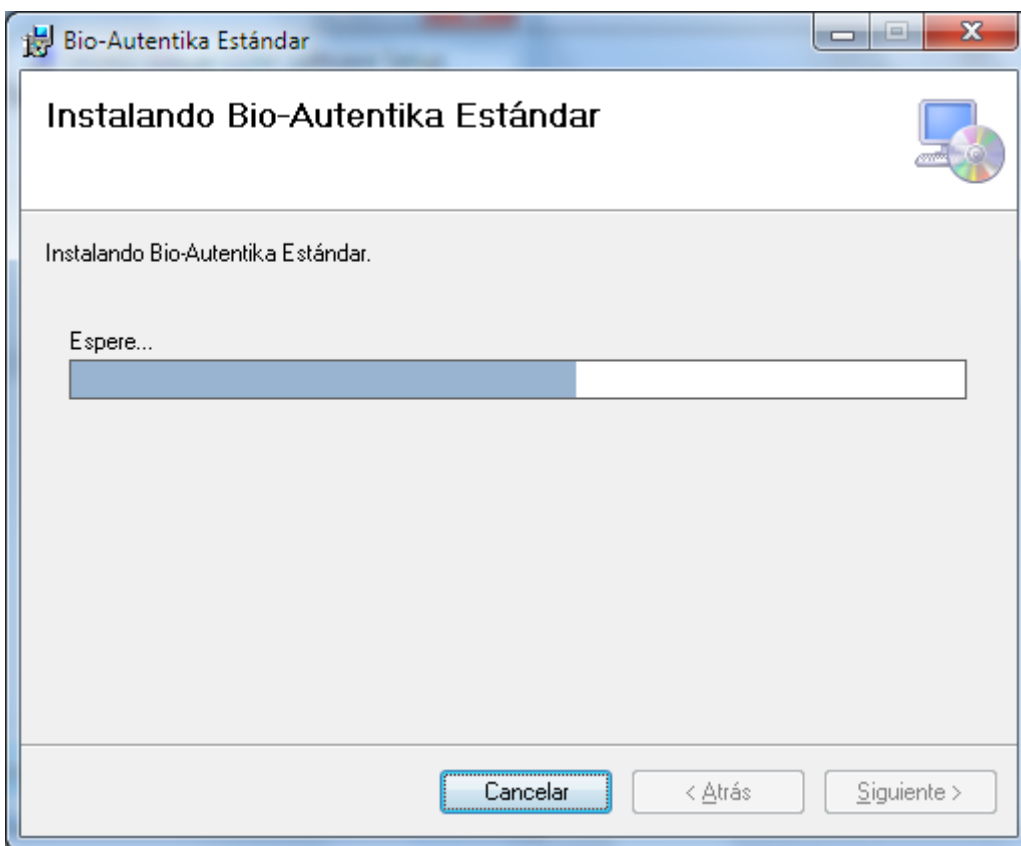 Bio-Autentika Estándar
Instalando Bio-Autentika Estándar
Instalando Bio-Autentika Estándar.
Espere...
Cancelar
< Atrás
Siguiente >